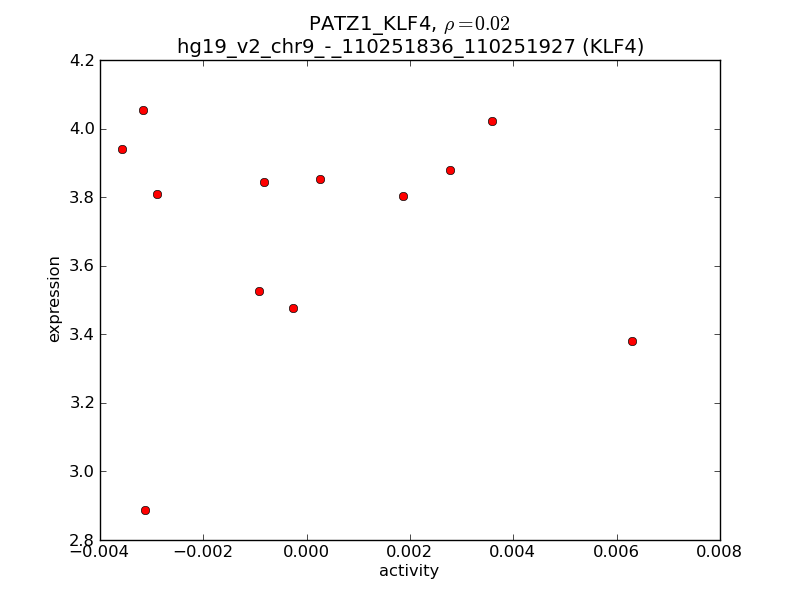 PATZ1_KLF4, ρ=0.02
hg19_v2_chr9_-_110251836_110251927 (KLF4)
4.2
4.0
3.8
3.6
3.4
3.2
3.0
2.8
expression
−0.004 −0.002 0.000 0.002 0.004 0.006 0.008
activity